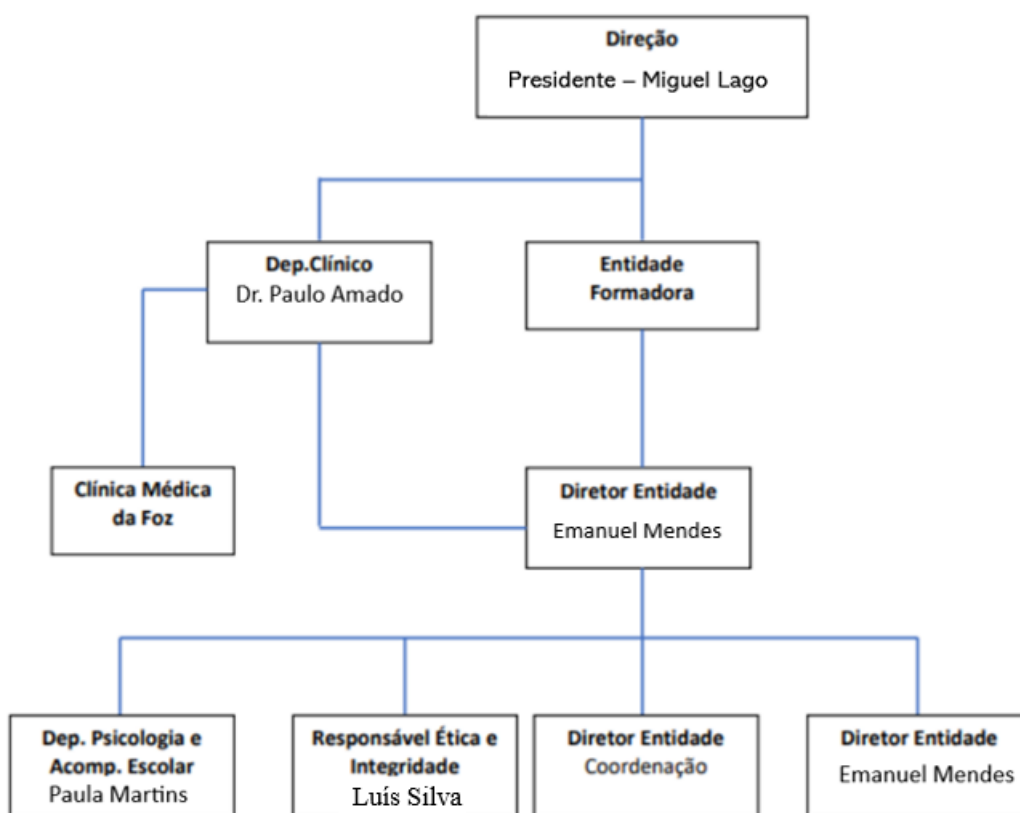 Direção
Presidente – Miguel Lago
Dep.Clínico
Dr. Paulo Amado
Entidade
Formadora
Clínica Médica
da Foz
Diretor Entidade
Emanuel Mendes
Dep. Psicologia e
Acomp. Escolar
Paula Martins
Responsável Ética e
Integridade
Luís Silva
Diretor Entidade
Coordenação
Diretor Entidade
Emanuel Mendes